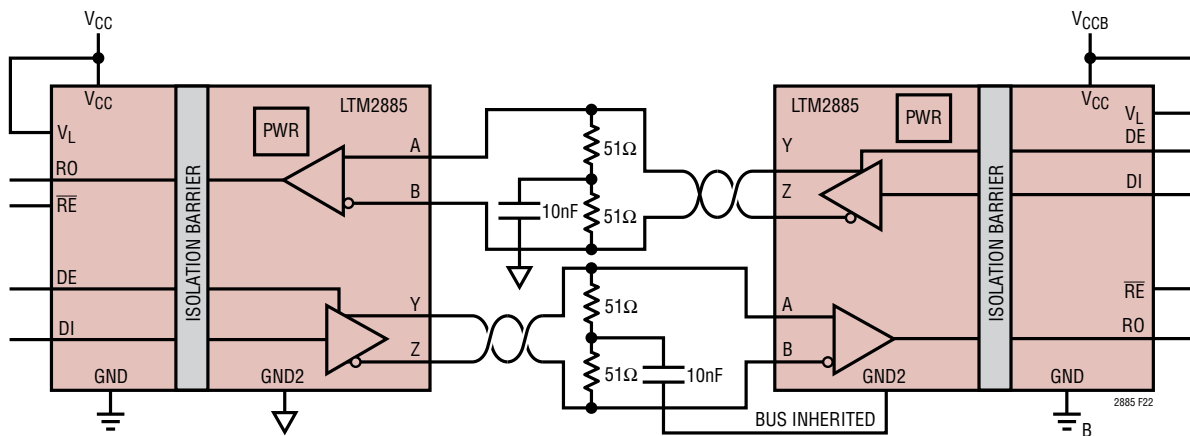 VCC
VCCB
VCC
LTM2885
PWR
VL
RO
RE
DE
DI
GND
ISOLATION BARRIER
GND2
A
B
Y
Z
51Ω
51Ω
10nF
51Ω
51Ω
10nF
BUS INHERITED
LTM2885
PWR
VCC
Y
Z
A
B
GND2
ISOLATION BARRIER
VL
DE
DI
RE
RO
GND
B
2885 F22